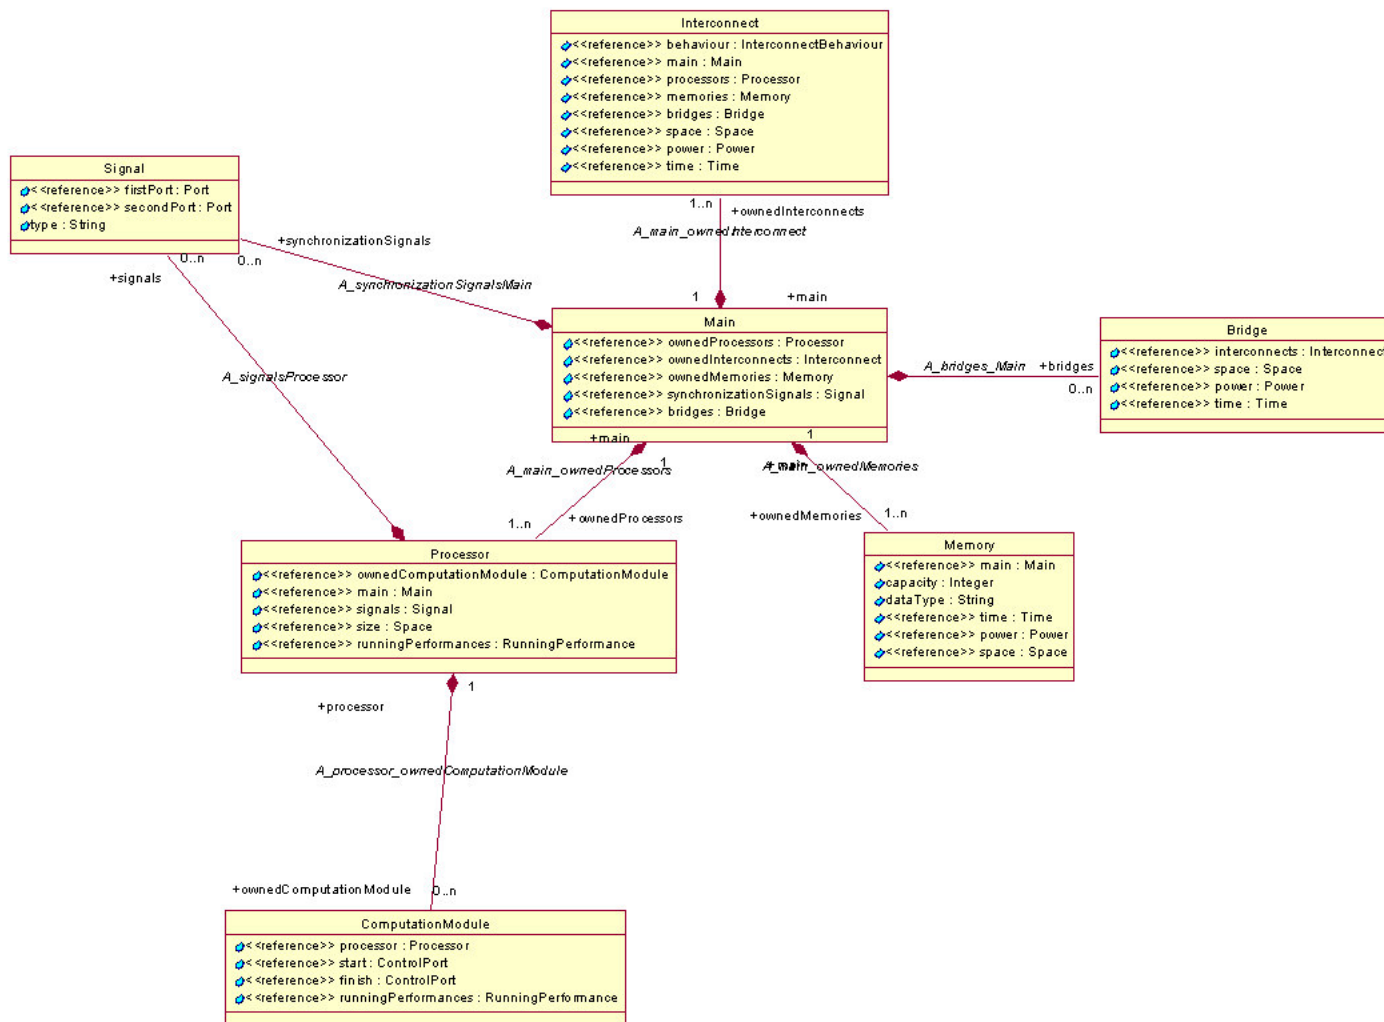 Interconnect
<<reference>> behaviour : InterconnectBehaviour
<<reference>> main : Main
<<reference>> processors : Processor
<<reference>> memories : Memory
<<reference>> bridges : Bridge
<<reference>> space : Space
<<reference>> power : Power
<<reference>> time : Time
Signal
<<reference>> firstPort : Port
<<reference>> secondPort : Port
type : String
1..n
+ownedInterconnects
A_main_ownedInterconnect
+synchronizationSignals
0..n
0..n
+signals
A_synchronizationSignalsMain
1
+main
Main
<<reference>> ownedProcessors : Processor
<<reference>> ownedInterconnects : Interconnect
<<reference>> ownedMemories : Memory
<<reference>> synchronizationSignals : Signal
<<reference>> bridges : Bridge
A_bridges_Main
+bridges
0..n
Bridge
<<reference>> interconnects : Interconnect
<<reference>> space : Space
<<reference>> power : Power
<<reference>> time : Time
A_signalsProcessor
+main
1
1
A_main_ownedProcessors
+main
A_main_ownedMemories
1..n
+ownedProcessors
+ownedMemories
1..n
Processor
<<reference>> ownedComputationModule : ComputationModule
<<reference>> main : Main
<<reference>> signals : Signal
<<reference>> size : Space
<<reference>> runningPerformances : RunningPerformance
Memory
<<reference>> main : Main
capacity : Integer
dataType : String
<<reference>> time : Time
<<reference>> power : Power
<<reference>> space : Space
1
+processor
A_processor_ownedComputationModule
+ownedComputationModule
0..n
ComputationModule
<<reference>> processor : Processor
<<reference>> start : ControlPort
<<reference>> finish : ControlPort
<<reference>> runningPerformances : RunningPerformance